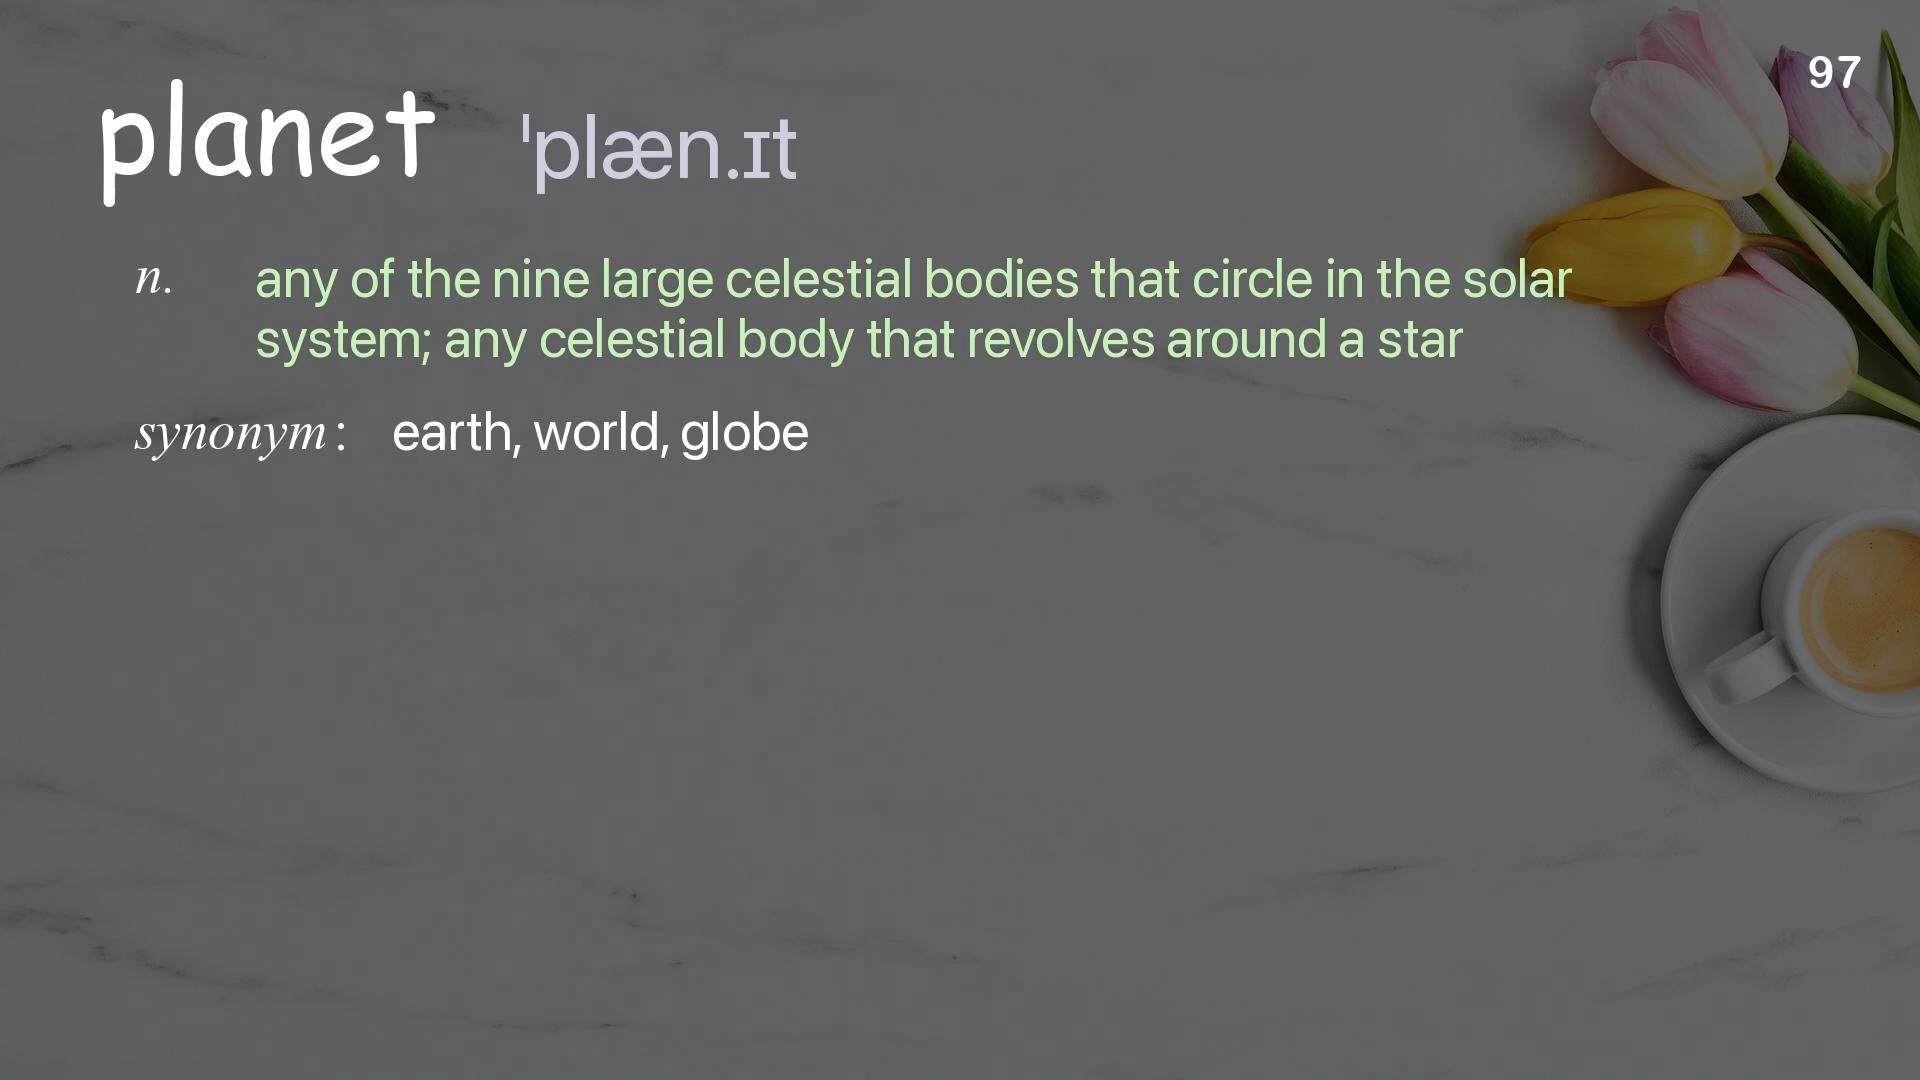 97
planet ˈplæn.ɪt
n. any of the nine large celestial bodies that circle in the solar
system; any celestial body that revolves around a star
synonym: earth, world, globe